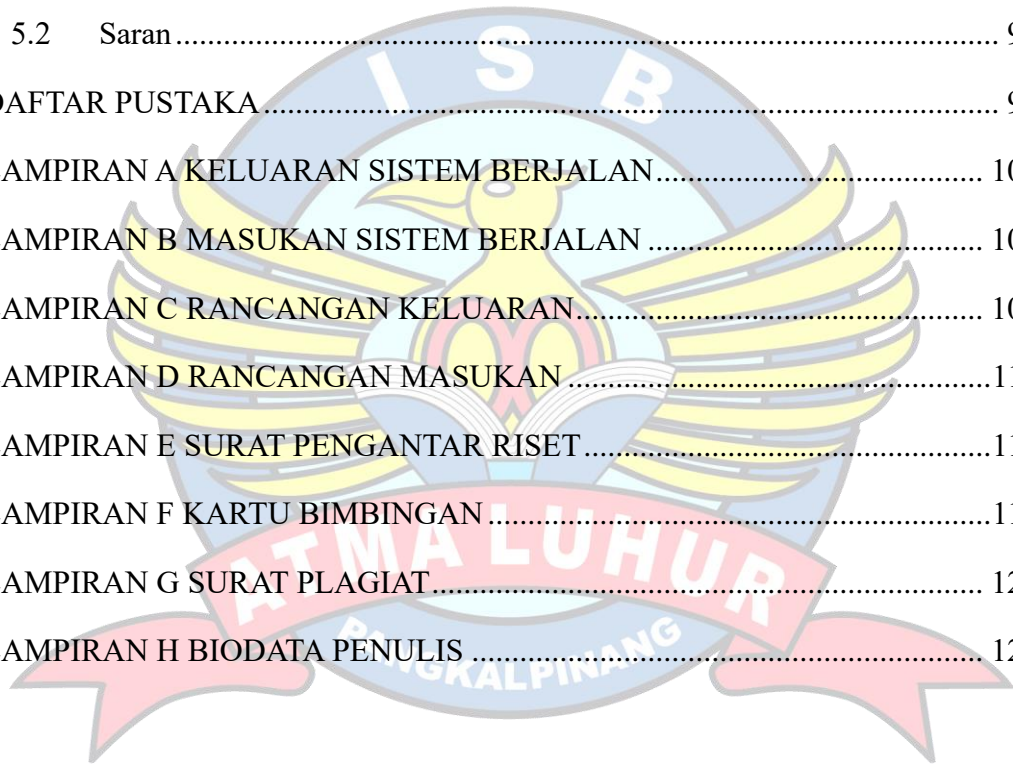 I S B
5.2 Saran........ 9
DAFTAR PUSTAKA........ 9
AMPIRAN A KELUARAN SISTEM BERJALAN........ 10
AMPIRAN B MASUKAN SISTEM BERJALAN........ 10
AMPIRAN C RANCANGAN KELUARAN........ 10
AMPIRAN D RANCANGAN MASUKAN........ 11
AMPIRAN E SURAT PENGANTAR RISET........ 11
AMPIRAN F KARTU BIMBINGAN........ 11
AMPIRAN G SURAT PLAGIAT........ 12
AMPIRAN H BIODATA PENULIS........ 12
ATMA LUHUR
PANGKALPINANG